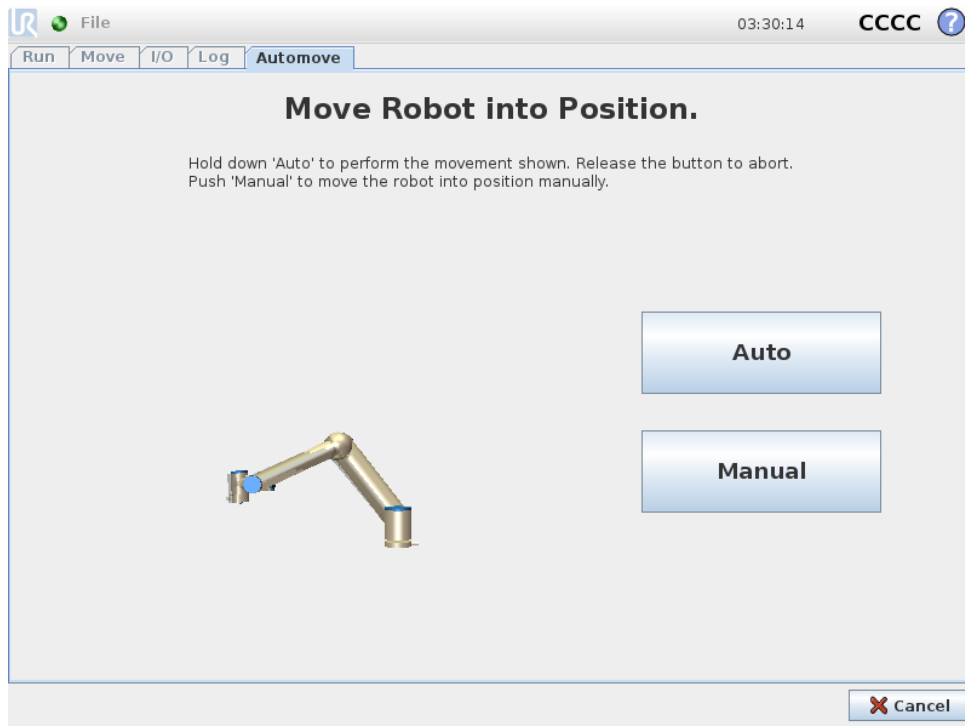 UR File 03:30:14 CCCC ?
Run Move I/O Log Automove
Move Robot into Position.
Hold down 'Auto' to perform the movement shown. Release the button to abort.
Push 'Manual' to move the robot into position manually.
Auto
Manual
Cancel